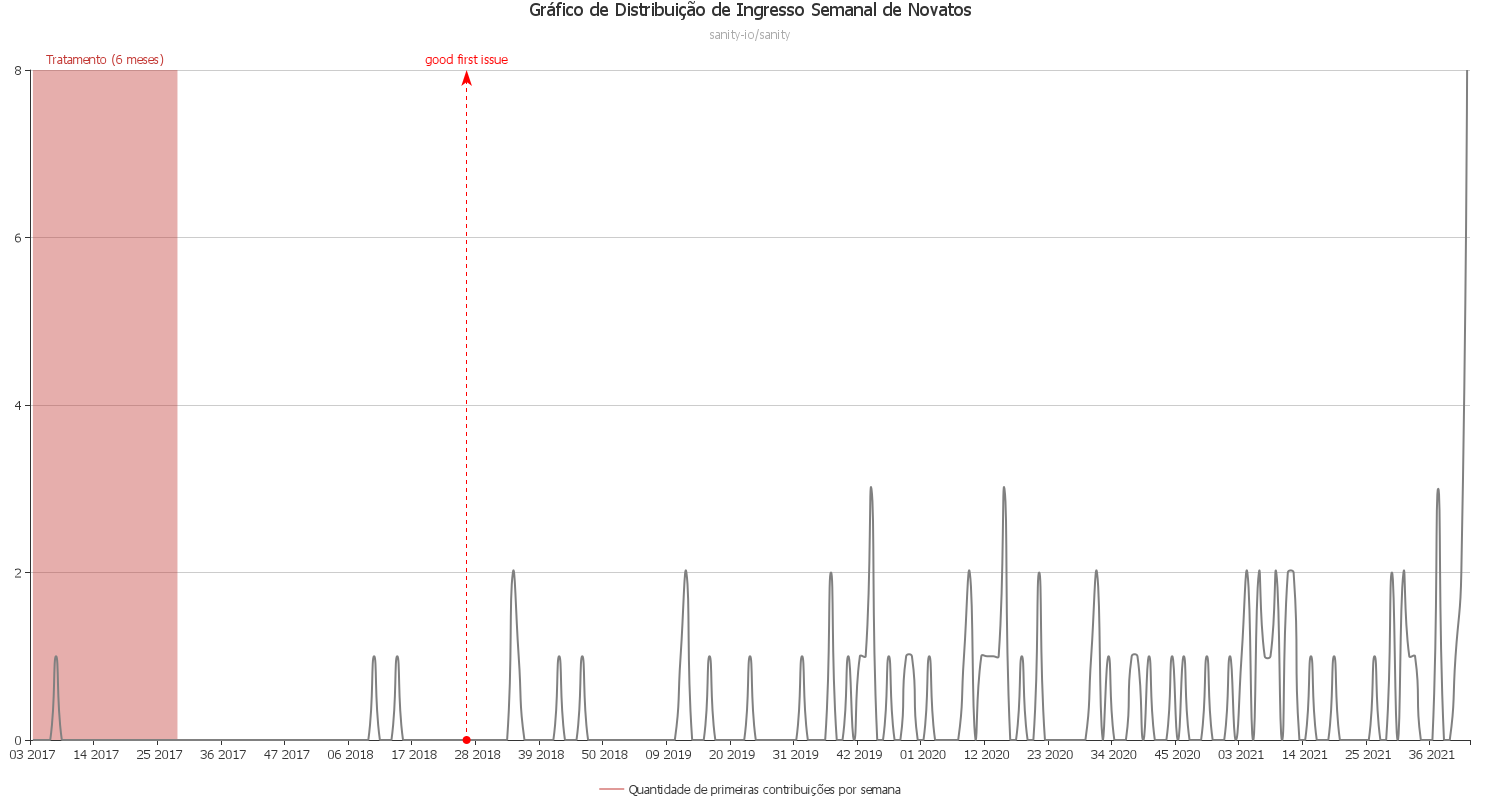 Gráfico de Distribuição de Ingresso Semanal de Novatos
sanity-io/sanity
Tratamento (6 meses)
good first issue
8
6
4
2
0
03 2017 14 2017 25 2017 36 2017 47 2017 06 2018 17 2018 28 2018 39 2018 50 2018 09 2019 20 2019 31 2019 42 2019 01 2020 12 2020 23 2020 34 2020 45 2020 03 2021 14 2021 25 2021 36 2021
Quantidade de primeiras contribuições por semana